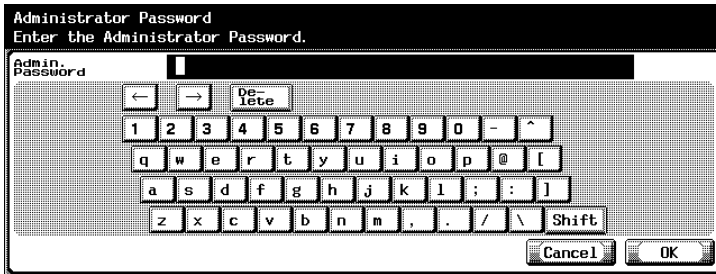 Administrator Password
Enter the Administrator Password.
Admin.
Password
← → De-
lete
1 2 3 4 5 6 7 8 9 0 - ^
q w e r t y u i o p @ [
a s d f g h j k l ; : ]
z x c v b n m , . / \ Shift
Cancel OK